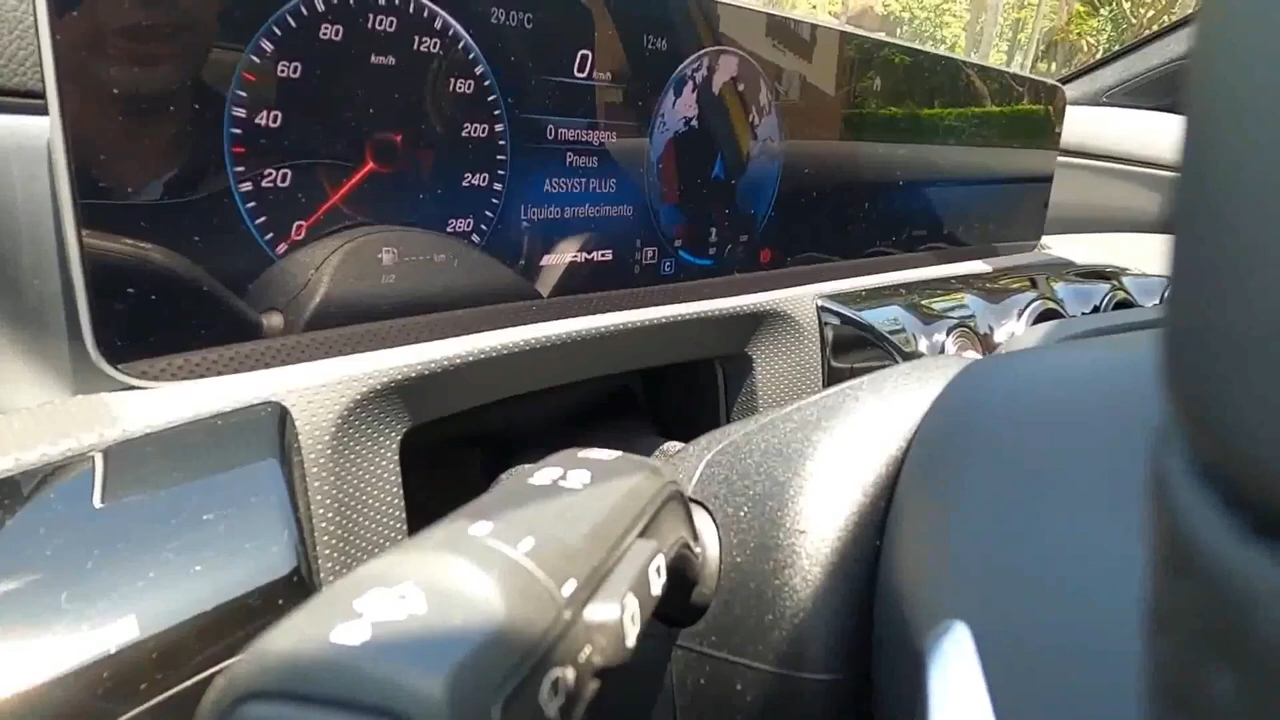 29.0°C
12:46
100
80
120
km/h
60
160
40
200
20
240
0
280
0 km/h
0 mensagens
Pneus
ASSYST PLUS
Líquido arrefecimento
AMG
P
C
---- km
1/2